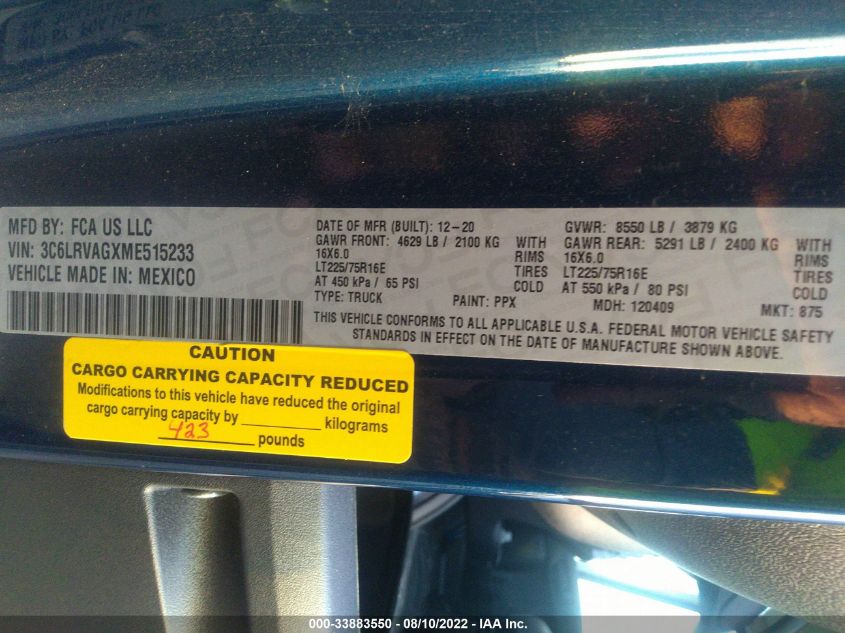 MFD BY: FCA US LLC
VIN: 3C6LRVAGXME515233
VEHICLE MADE IN: MEXICO
DATE OF MFR (BUILT): 12-20
GAWR FRONT: 4629 LB / 2100 KG WITH
16X6.0 RIMS
LT225/75R16E TIRES
AT 450 kPa / 65 PSI COLD
TYPE: TRUCK PAINT: PPX
GVWR: 8550 LB / 3879 KG
GAWR REAR: 5291 LB / 2400 KG WITH
16X6.0 RIMS
LT225/75R16E TIRES
AT 550 kPa / 80 PSI COLD
MDH: 120409 MKT: 875
THIS VEHICLE CONFORMS TO ALL APPLICABLE U.S.A. FEDERAL MOTOR VEHICLE SAFETY
STANDARDS IN EFFECT ON THE DATE OF MANUFACTURE SHOWN ABOVE.
CAUTION
CARGO CARRYING CAPACITY REDUCED
Modifications to this vehicle have reduced the original
cargo carrying capacity by ________ kilograms
423 pounds
000-33883550 - 08/10/2022 - IAA Inc.